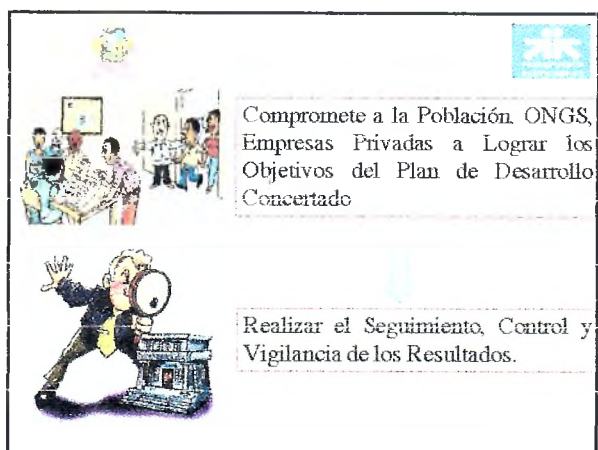 Compromete a la Población. ONGS,
Empresas Privadas a Lograr los
Objetivos del Plan de Desarrollo
Concertado
Realizar el Seguimiento, Control y
Vigilancia de los Resultados.